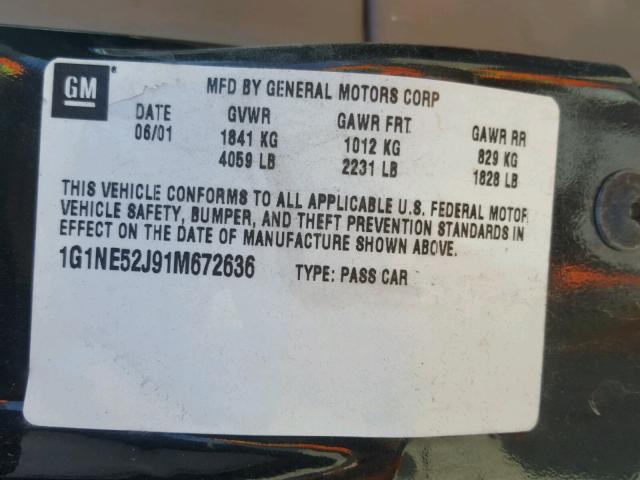 GM ®
MFD BY GENERAL MOTORS CORP
DATE GVWR GAWR FRT GAWR RR
06/01 1841 KG 1012 KG 829 KG
4059 LB 2231 LB 1828 LB
THIS VEHICLE CONFORMS TO ALL APPLICABLE U.S. FEDERAL MOTOR
VEHICLE SAFETY, BUMPER, AND THEFT PREVENTION STANDARDS IN
EFFECT ON THE DATE OF MANUFACTURE SHOWN ABOVE.
1G1NE52J91M672636 TYPE: PASS CAR